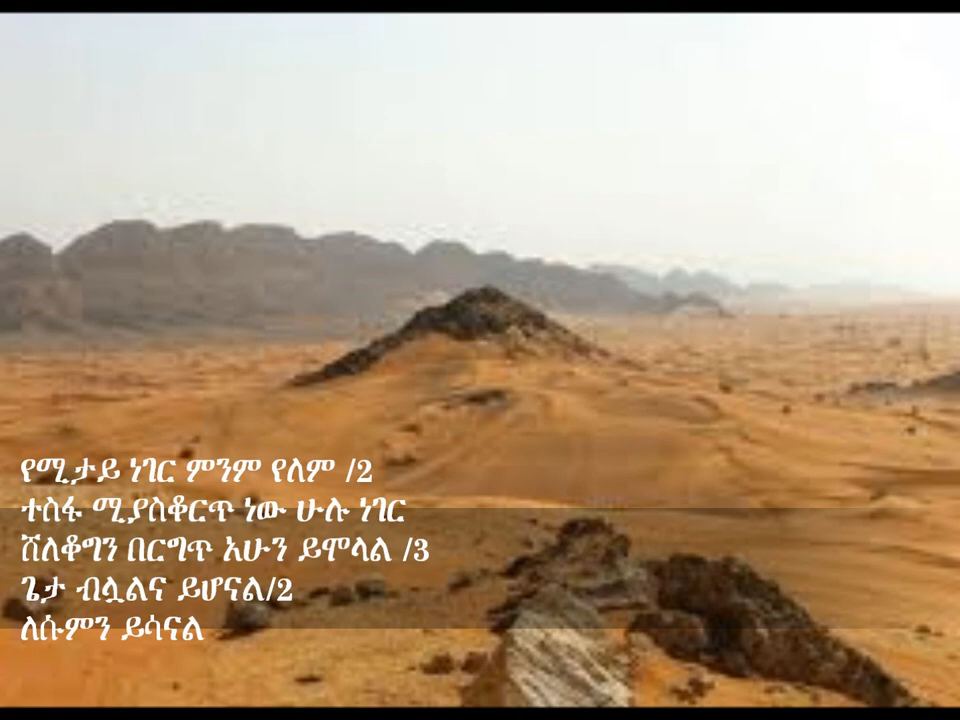 የሚታይ ነገር ምንም የለም /2
ተስፋ ሚያስቆርጥ ነው ሁሉ ነገር
ሸለቆግን በርግጥ አሁን ይሞላል /3
ጌታ ብሏልና ይሆናል/2
ለሱምን ይሳናል